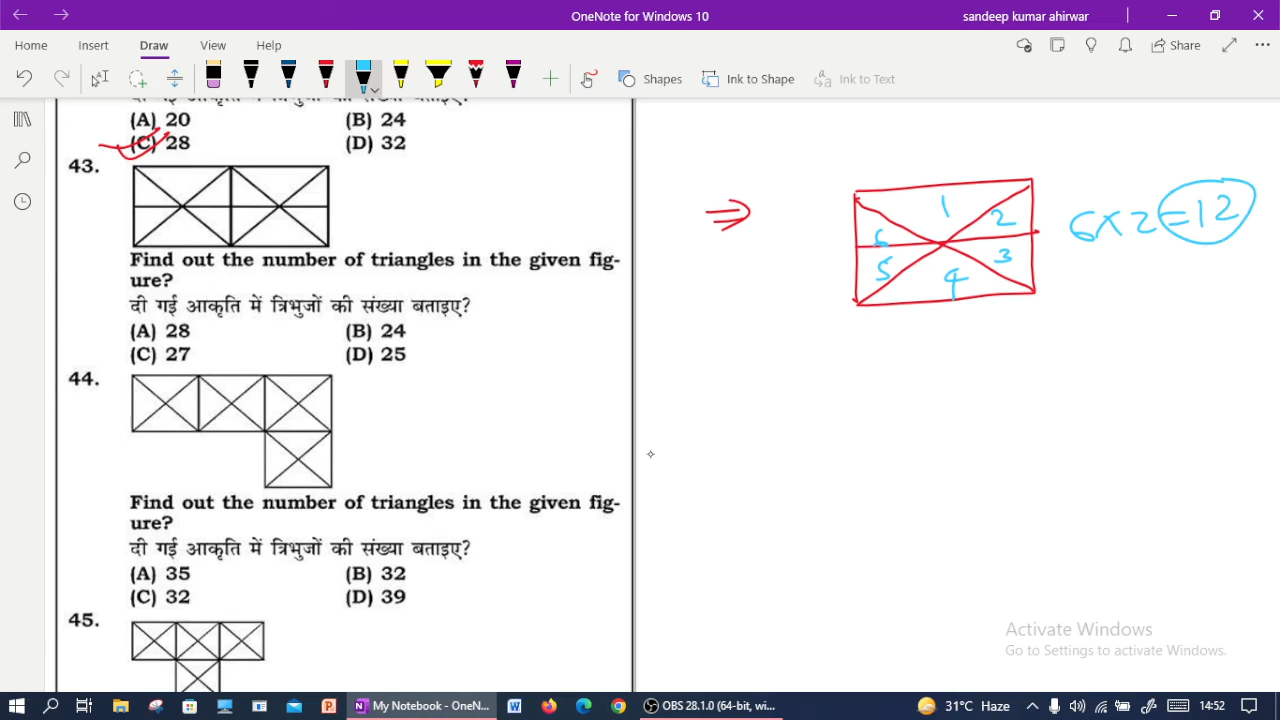 OneNote for Windows 10
sandeep kumar ahirwar
Home Insert Draw View Help
Share
Shapes
Ink to Shape
Ink to Text
दी गई आकृति में त्रिभुजों की संख्या बताइए?
(A) 20 (B) 24
(C) 28 (D) 32
43.
Find out the number of triangles in the given fig-
ure?
दी गई आकृति में त्रिभुजों की संख्या बताइए?
(A) 28 (B) 24
(C) 27 (D) 25
44.
Find out the number of triangles in the given fig-
ure?
दी गई आकृति में त्रिभुजों की संख्या बताइए?
(A) 35 (B) 32
(C) 32 (D) 39
45.
⇒
1
2
6
3
5
4
6×2=12
Activate Windows
Go to Settings to activate Windows.
My Notebook - OneN...
OBS 28.1.0 (64-bit, wi...
31°C Haze
ENG
14:52